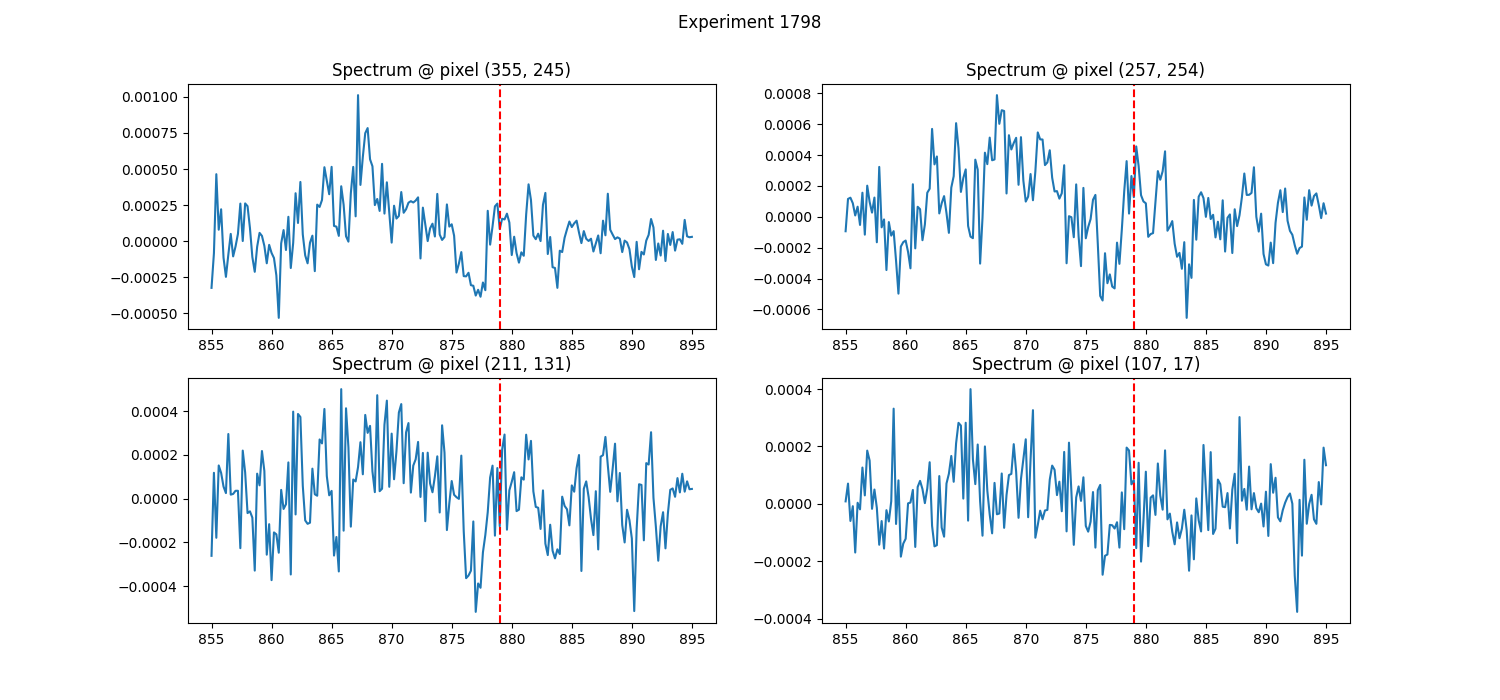 Experiment 1798
Spectrum @ pixel (355, 245)
0.00100
0.00075
0.00050
0.00025
0.00000
−0.00025
−0.00050
855 860 865 870 875 880 885 890 895
Spectrum @ pixel (257, 254)
0.0008
0.0006
0.0004
0.0002
0.0000
−0.0002
−0.0004
−0.0006
855 860 865 870 875 880 885 890 895
Spectrum @ pixel (211, 131)
0.0004
0.0002
0.0000
−0.0002
−0.0004
855 860 865 870 875 880 885 890 895
Spectrum @ pixel (107, 17)
0.0004
0.0002
0.0000
−0.0002
−0.0004
855 860 865 870 875 880 885 890 895